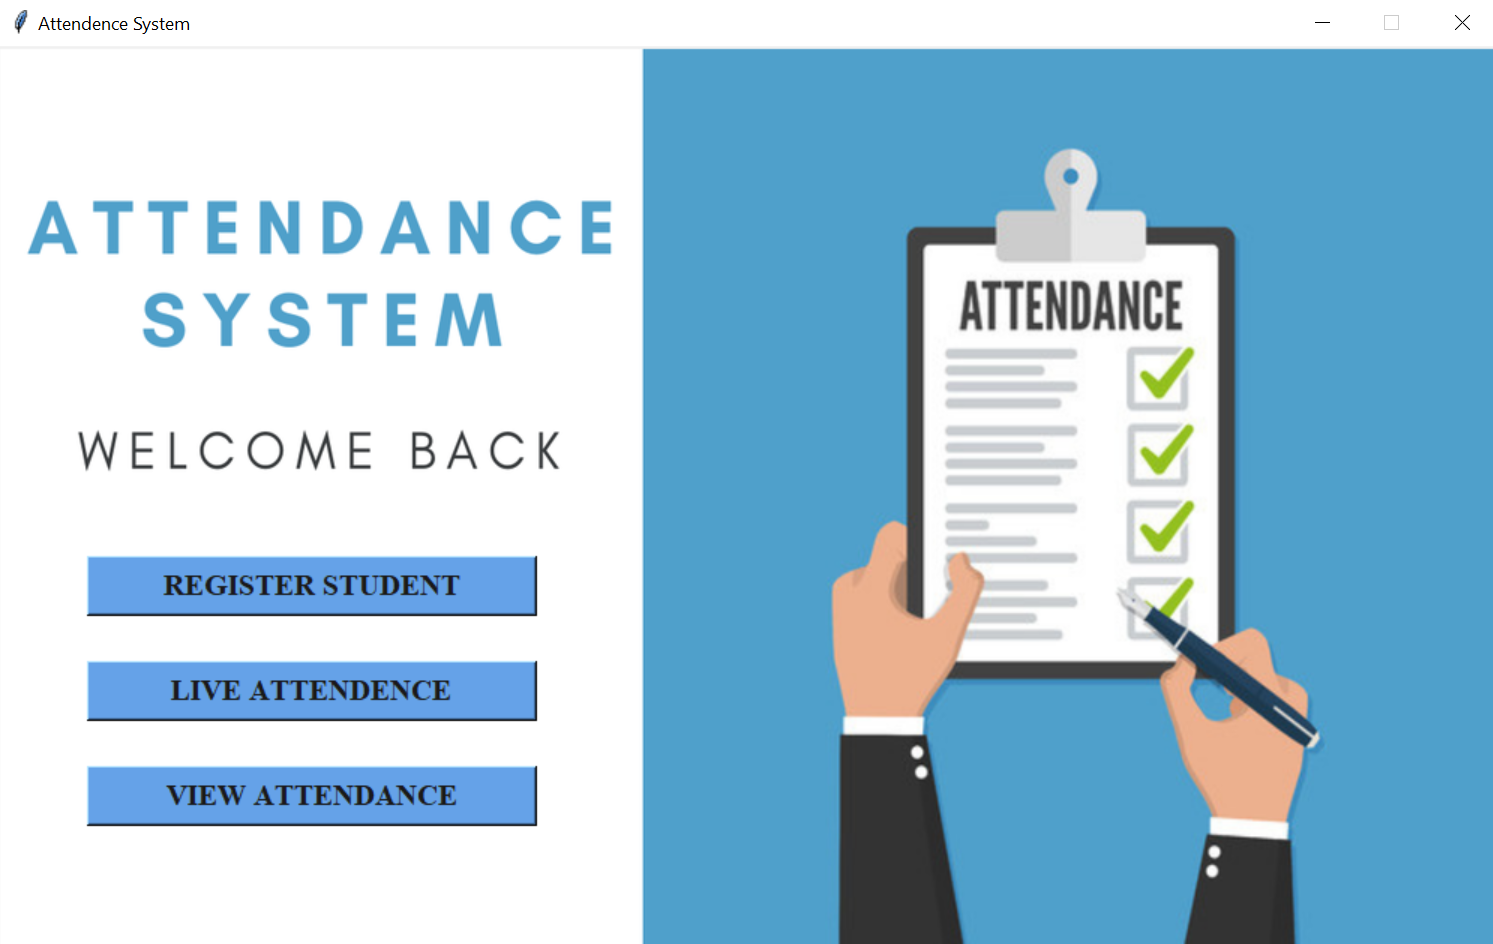 Attendence System
ATTENDANCE
SYSTEM
WELCOME BACK
REGISTER STUDENT
LIVE ATTENDENCE
VIEW ATTENDANCE
ATTENDANCE